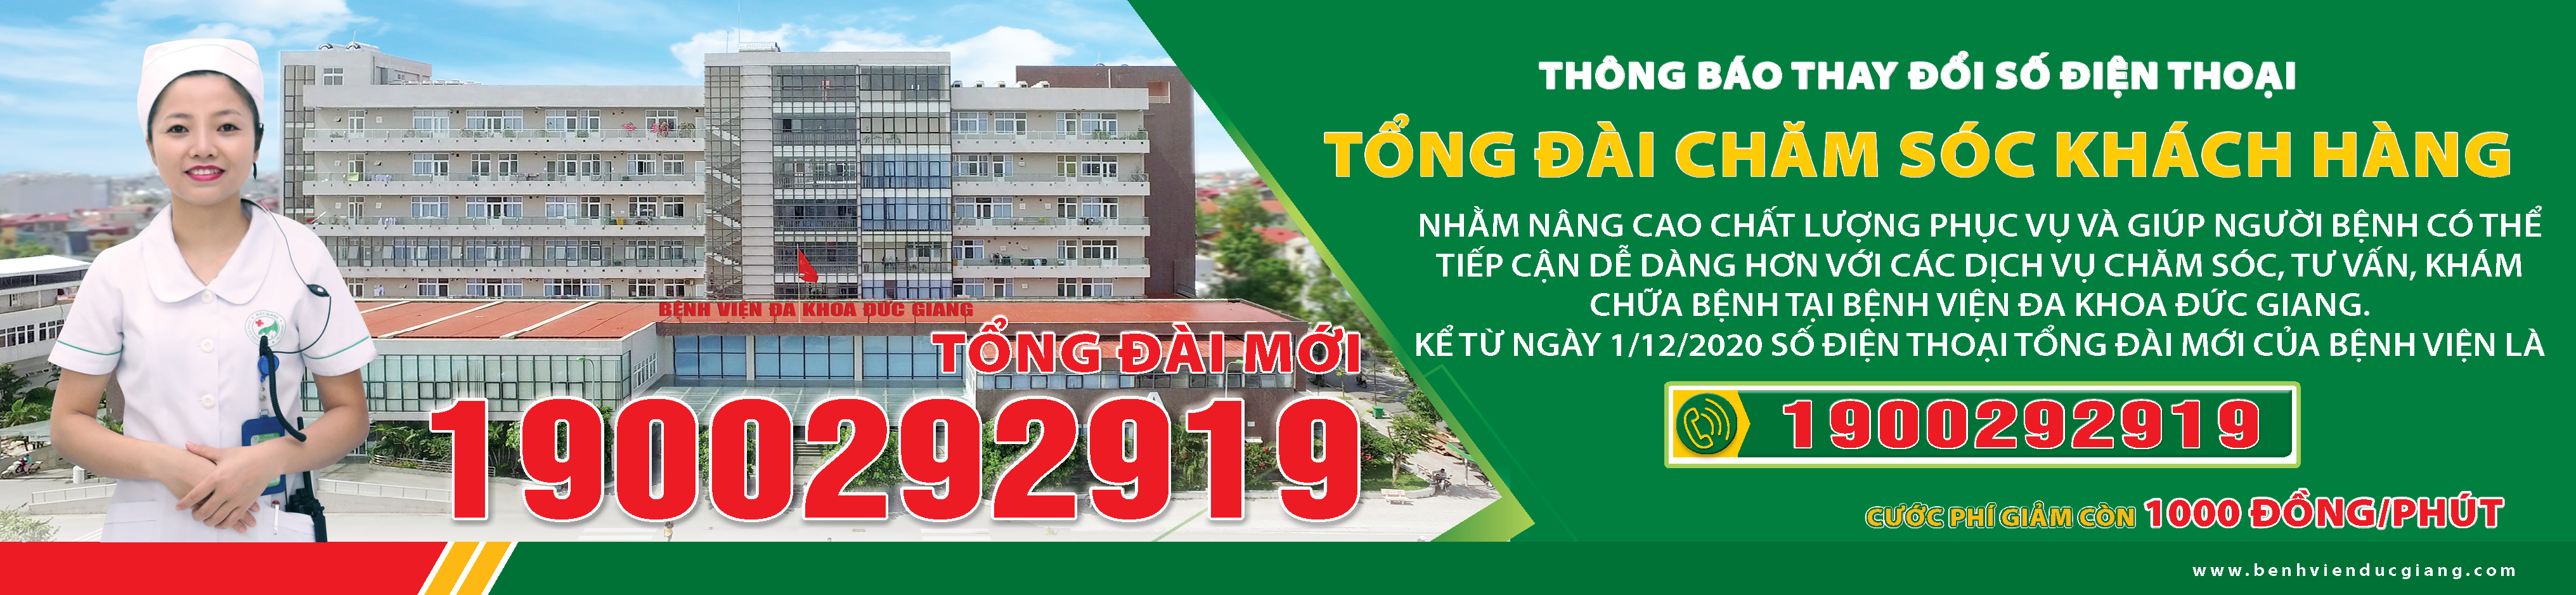 BỆNH VIỆN ĐA KHOA ĐỨC GIANG
TỔNG ĐÀI MỚI
1900292919
THÔNG BÁO THAY ĐỔI SỐ ĐIỆN THOẠI
TỔNG ĐÀI CHĂM SÓC KHÁCH HÀNG
NHẰM NÂNG CAO CHẤT LƯỢNG PHỤC VỤ VÀ GIÚP NGƯỜI BỆNH CÓ THỂ
TIẾP CẬN DỄ DÀNG HƠN VỚI CÁC DỊCH VỤ CHĂM SÓC, TƯ VẤN, KHÁM
CHỮA BỆNH TẠI BỆNH VIỆN ĐA KHOA ĐỨC GIANG.
KỂ TỪ NGÀY 1/12/2020 SỐ ĐIỆN THOẠI TỔNG ĐÀI MỚI CỦA BỆNH VIỆN LÀ
1900292919
CƯỚC PHÍ GIẢM CÒN 1000 ĐỒNG/PHÚT
www.benhvienducgiang.com